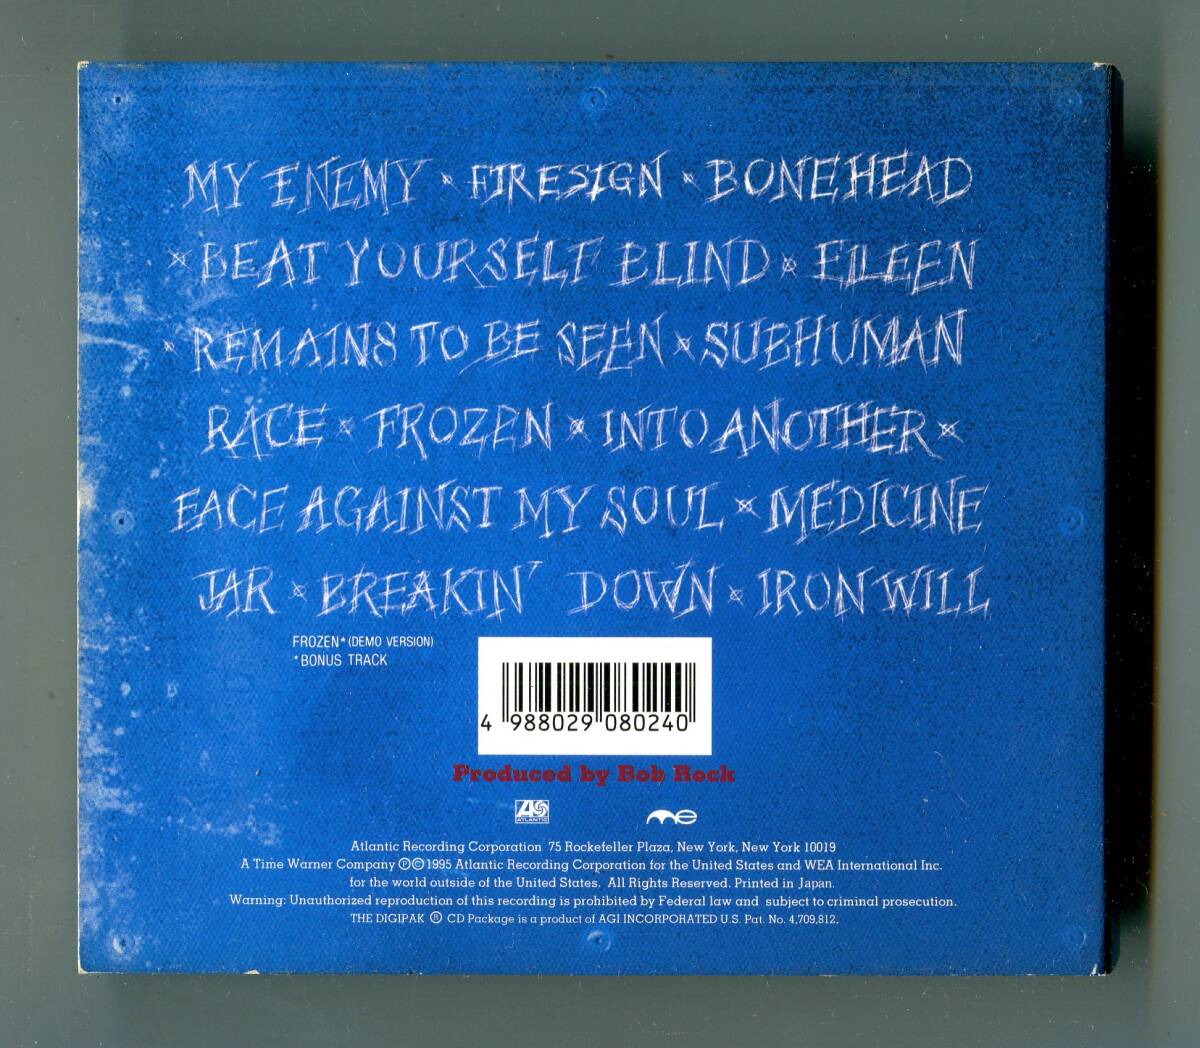 MY ENEMY × FIRESIGN × BONEHEAD
× BEAT YOURSELF BLIND × EILEEN
× REMAINS TO BE SEEN × SUBHUMAN
RACE × FROZEN × INTO ANOTHER ×
FACE AGAINST MY SOUL × MEDICINE
JAR × BREAKIN' DOWN × IRON WILL
FROZEN* (DEMO VERSION)
*BONUS TRACK
4 988029 080240
Produced by Bob Rock
ATLANTIC
Atlantic Recording Corporation 75 Rockefeller Plaza, New York, New York 10019
A Time Warner Company ℗©1995 Atlantic Recording Corporation for the United States and WEA International Inc.
for the world outside of the United States. All Rights Reserved. Printed in Japan.
Warning: Unauthorized reproduction of this recording is prohibited by Federal law and subject to criminal prosecution.
THE DIGIPAK ® CD Package is a product of AGI INCORPORATED U.S. Pat. No. 4,709,812.